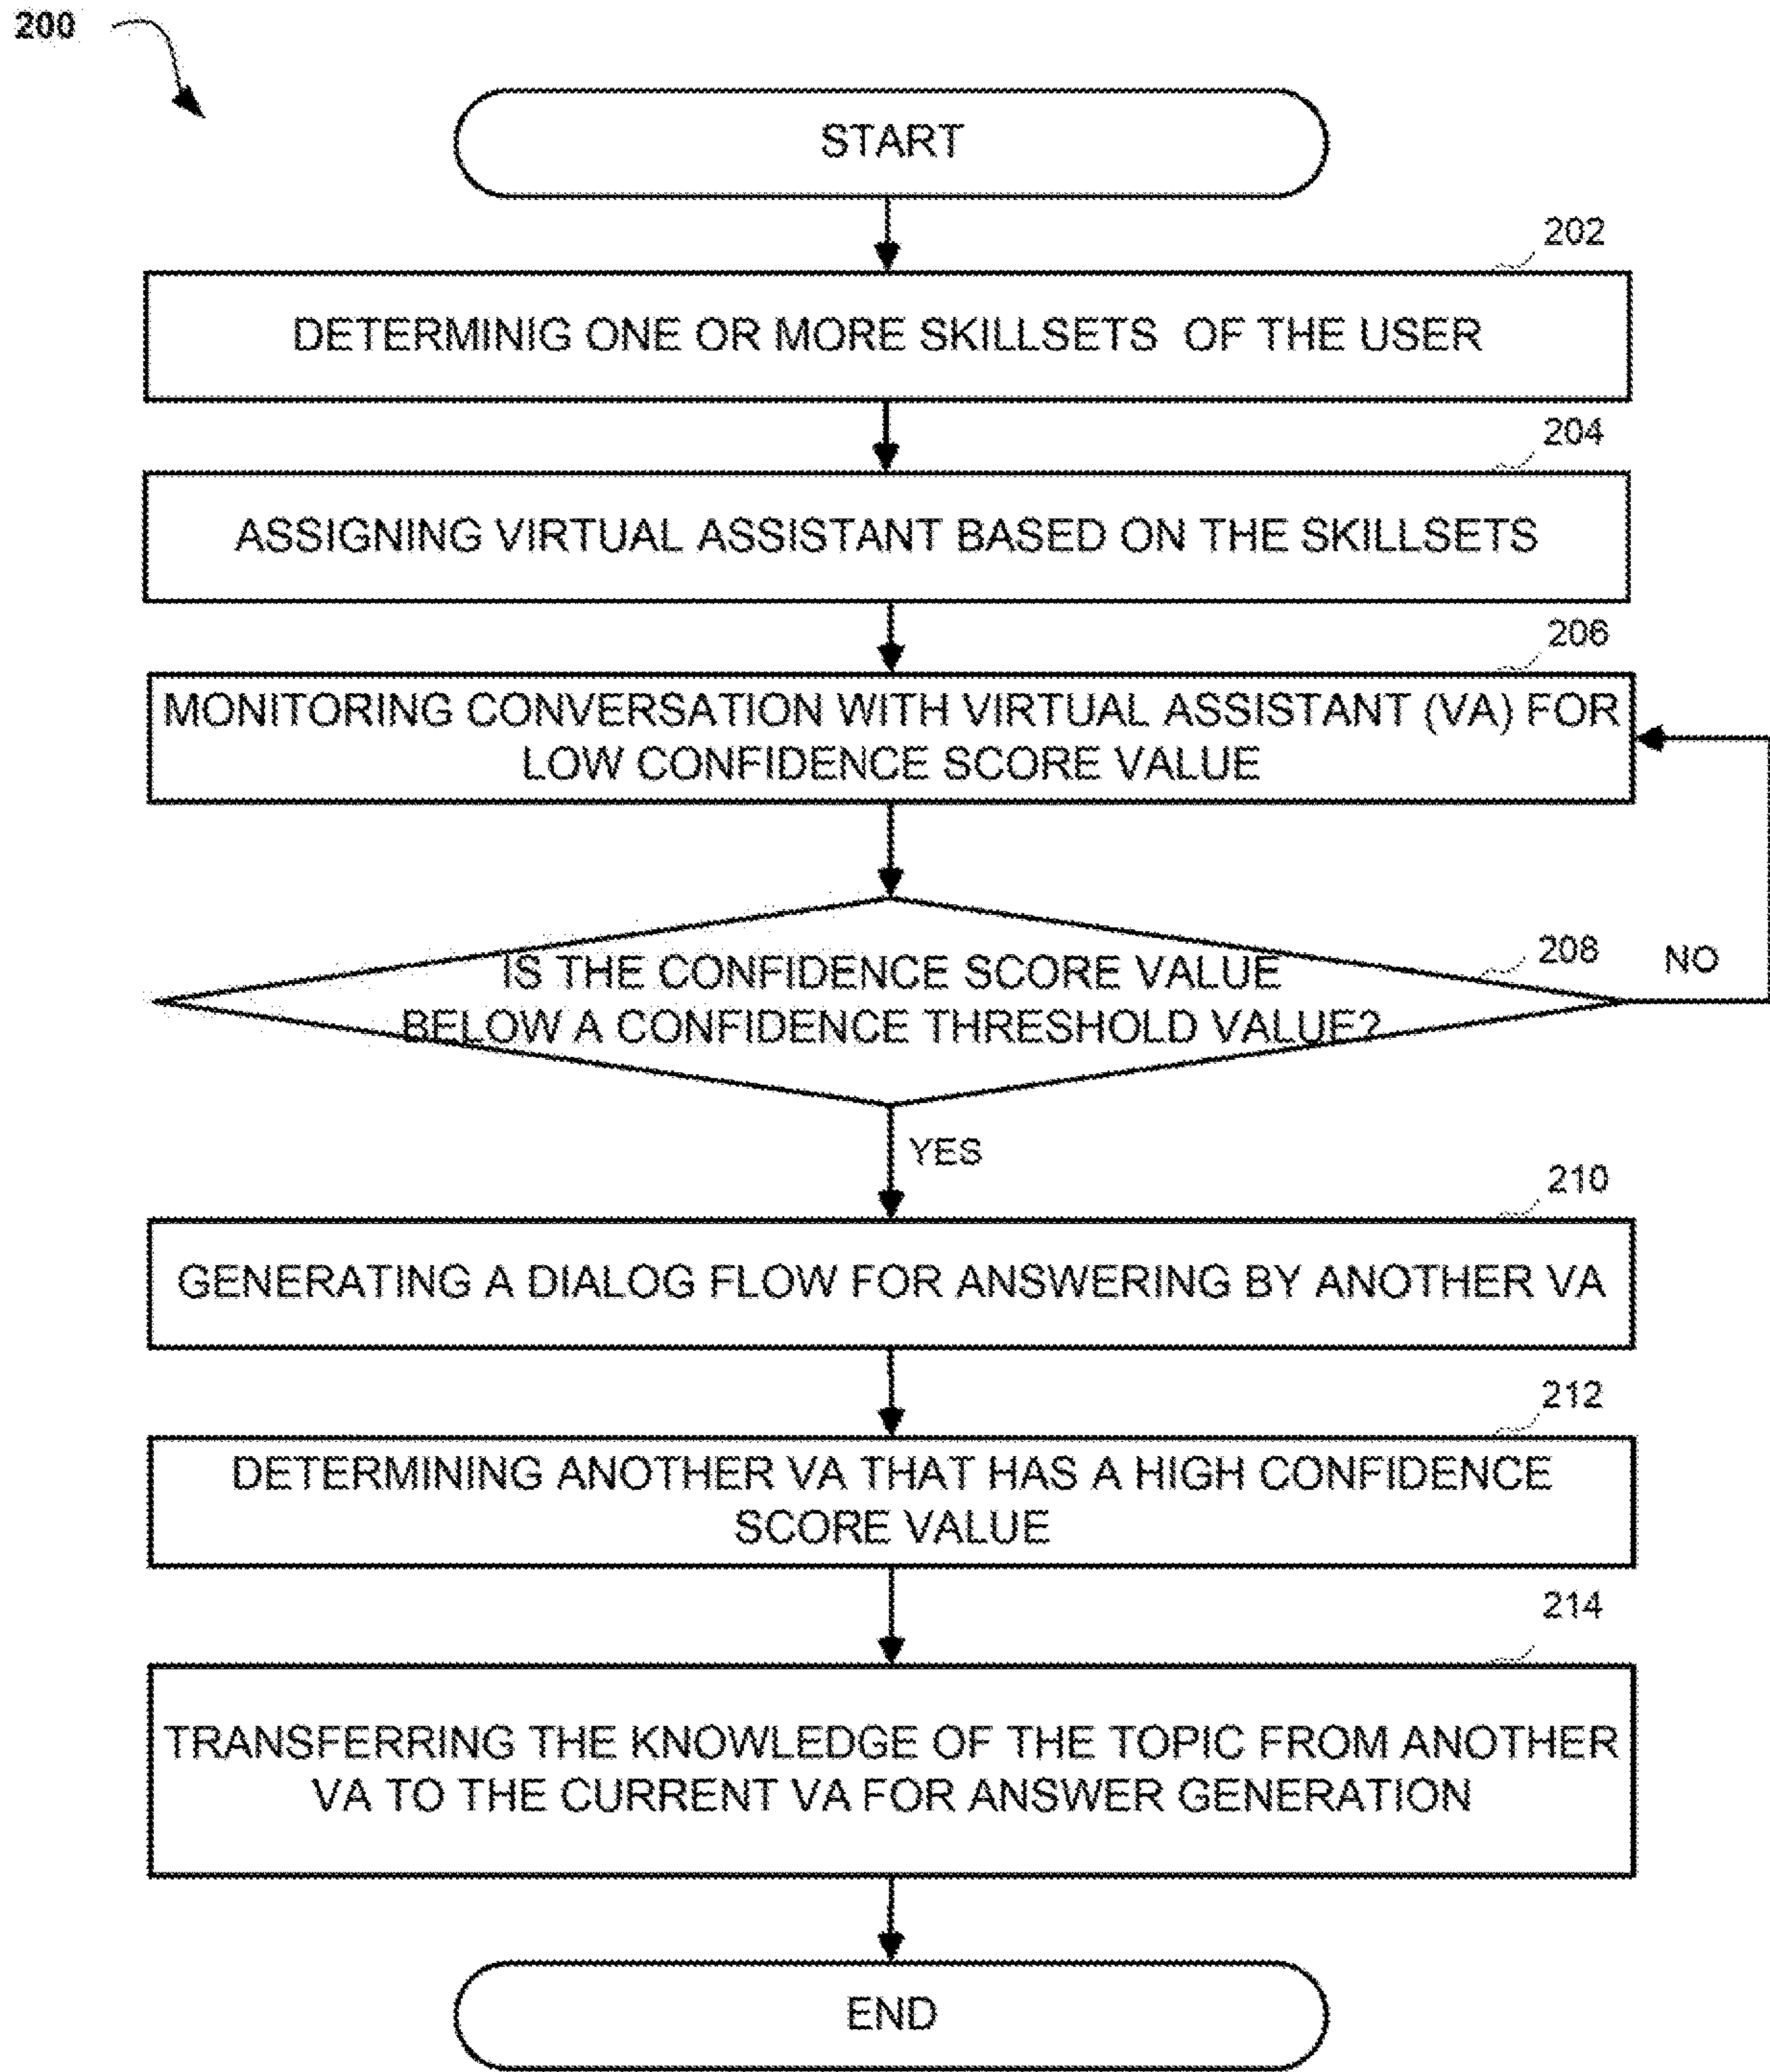 200
START
202
DETERMINIG ONE OR MORE SKILLSETS OF THE USER
204
ASSIGNING VIRTUAL ASSISTANT BASED ON THE SKILLSETS
206
MONITORING CONVERSATION WITH VIRTUAL ASSISTANT (VA) FOR
LOW CONFIDENCE SCORE VALUE
IS THE CONFIDENCE SCORE VALUE
BELOW A CONFIDENCE THRESHOLD VALUE?
208
NO
YES
210
GENERATING A DIALOG FLOW FOR ANSWERING BY ANOTHER VA
212
DETERMINING ANOTHER VA THAT HAS A HIGH CONFIDENCE
SCORE VALUE
214
TRANSFERRING THE KNOWLEDGE OF THE TOPIC FROM ANOTHER
VA TO THE CURRENT VA FOR ANSWER GENERATION
END